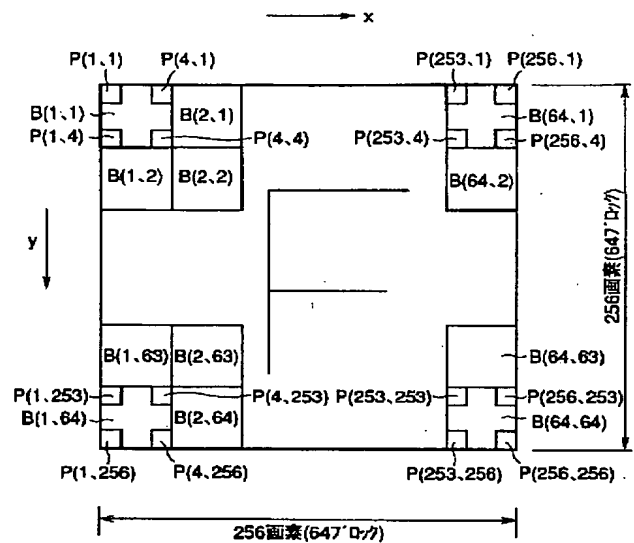 x
P(1、1)
P(4、1)
P(253、1)
P(256、1)
B(1、1)
B(2、1)
B(64、1)
P(1、4)
P(4、4)
P(253、4)
P(256、4)
B(1、2)
B(2、2)
B(64、2)
y
256画素(64ブロック)
B(1、63)
B(2、63)
B(64、63)
P(1、253)
P(4、253)
P(253、253)
P(256、253)
B(1、64)
B(2、64)
B(64、64)
P(1、256)
P(4、256)
P(253、256)
P(256、256)
256画素(64ブロック)